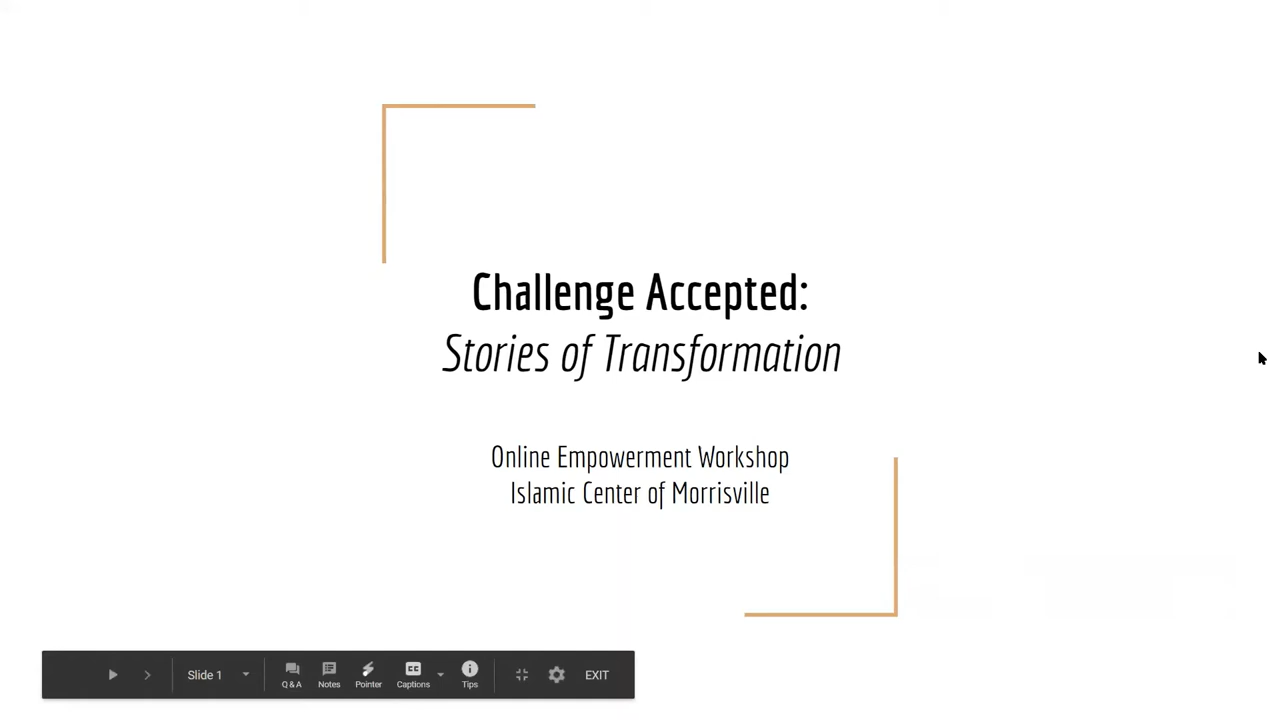 Challenge Accepted:
Stories of Transformation
Online Empowerment Workshop
Islamic Center of Morrisville
Slide 1
Q & A
Notes
Pointer
CC
Captions
Tips
EXIT